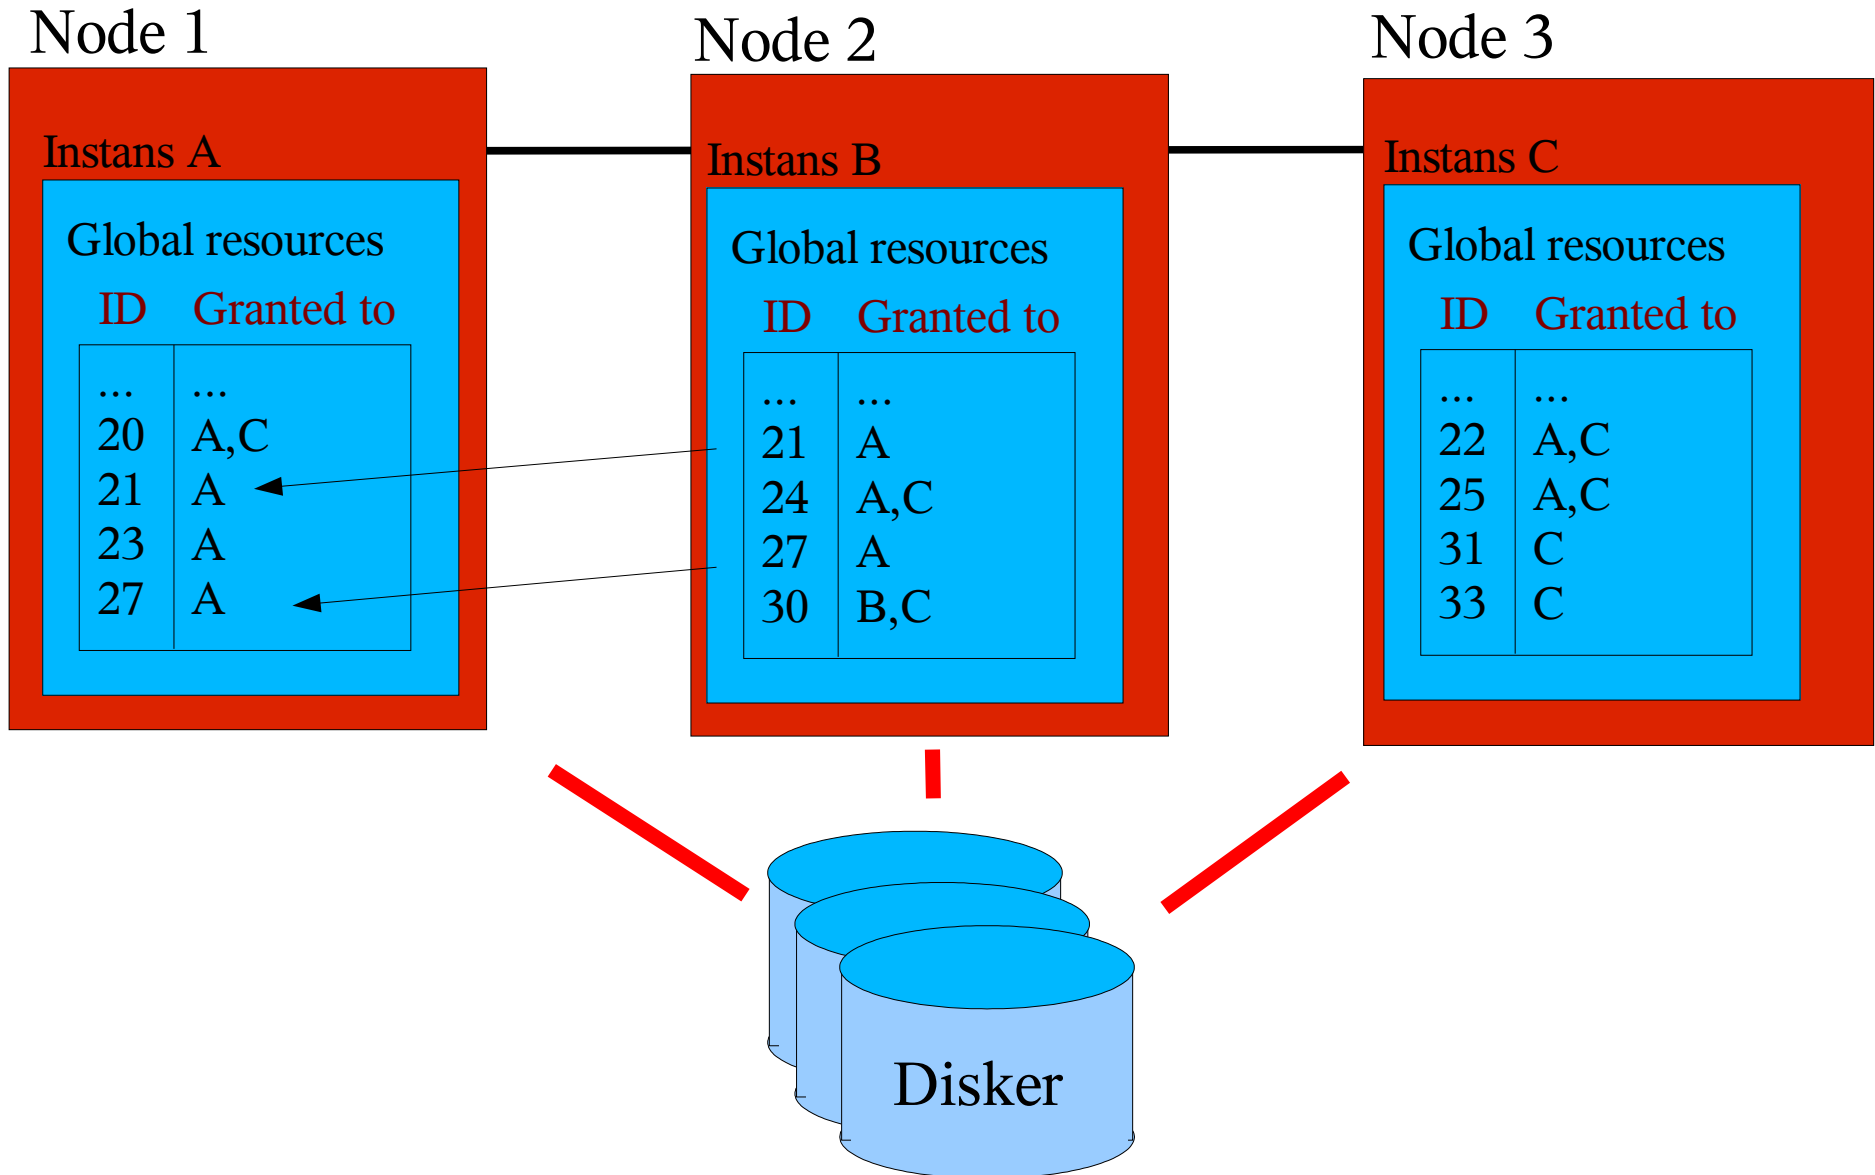 Node 1
Instans A
Global resources
ID Granted to
... ...
20 A,C
21 A
23 A
27 A
Node 2
Instans B
Global resources
ID Granted to
... ...
21 A
24 A,C
27 A
30 B,C
Node 3
Instans C
Global resources
ID Granted to
... ...
22 A,C
25 A,C
31 C
33 C
Disker